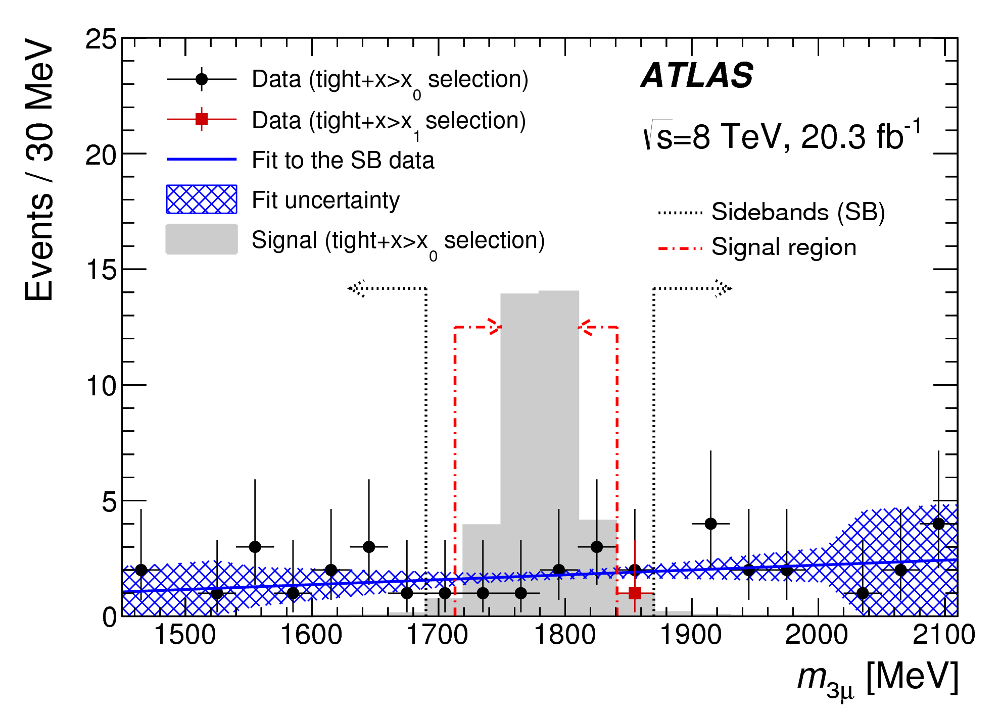 Events / 30 MeV
25
20
15
10
5
0
Data (tight+x>x₀ selection)
Data (tight+x>x₁ selection)
Fit to the SB data
Fit uncertainty
Signal (tight+x>x₀ selection)
ATLAS
√s=8 TeV, 20.3 fb⁻¹
Sidebands (SB)
Signal region
1500 1600 1700 1800 1900 2000 2100
m₃μ [MeV]